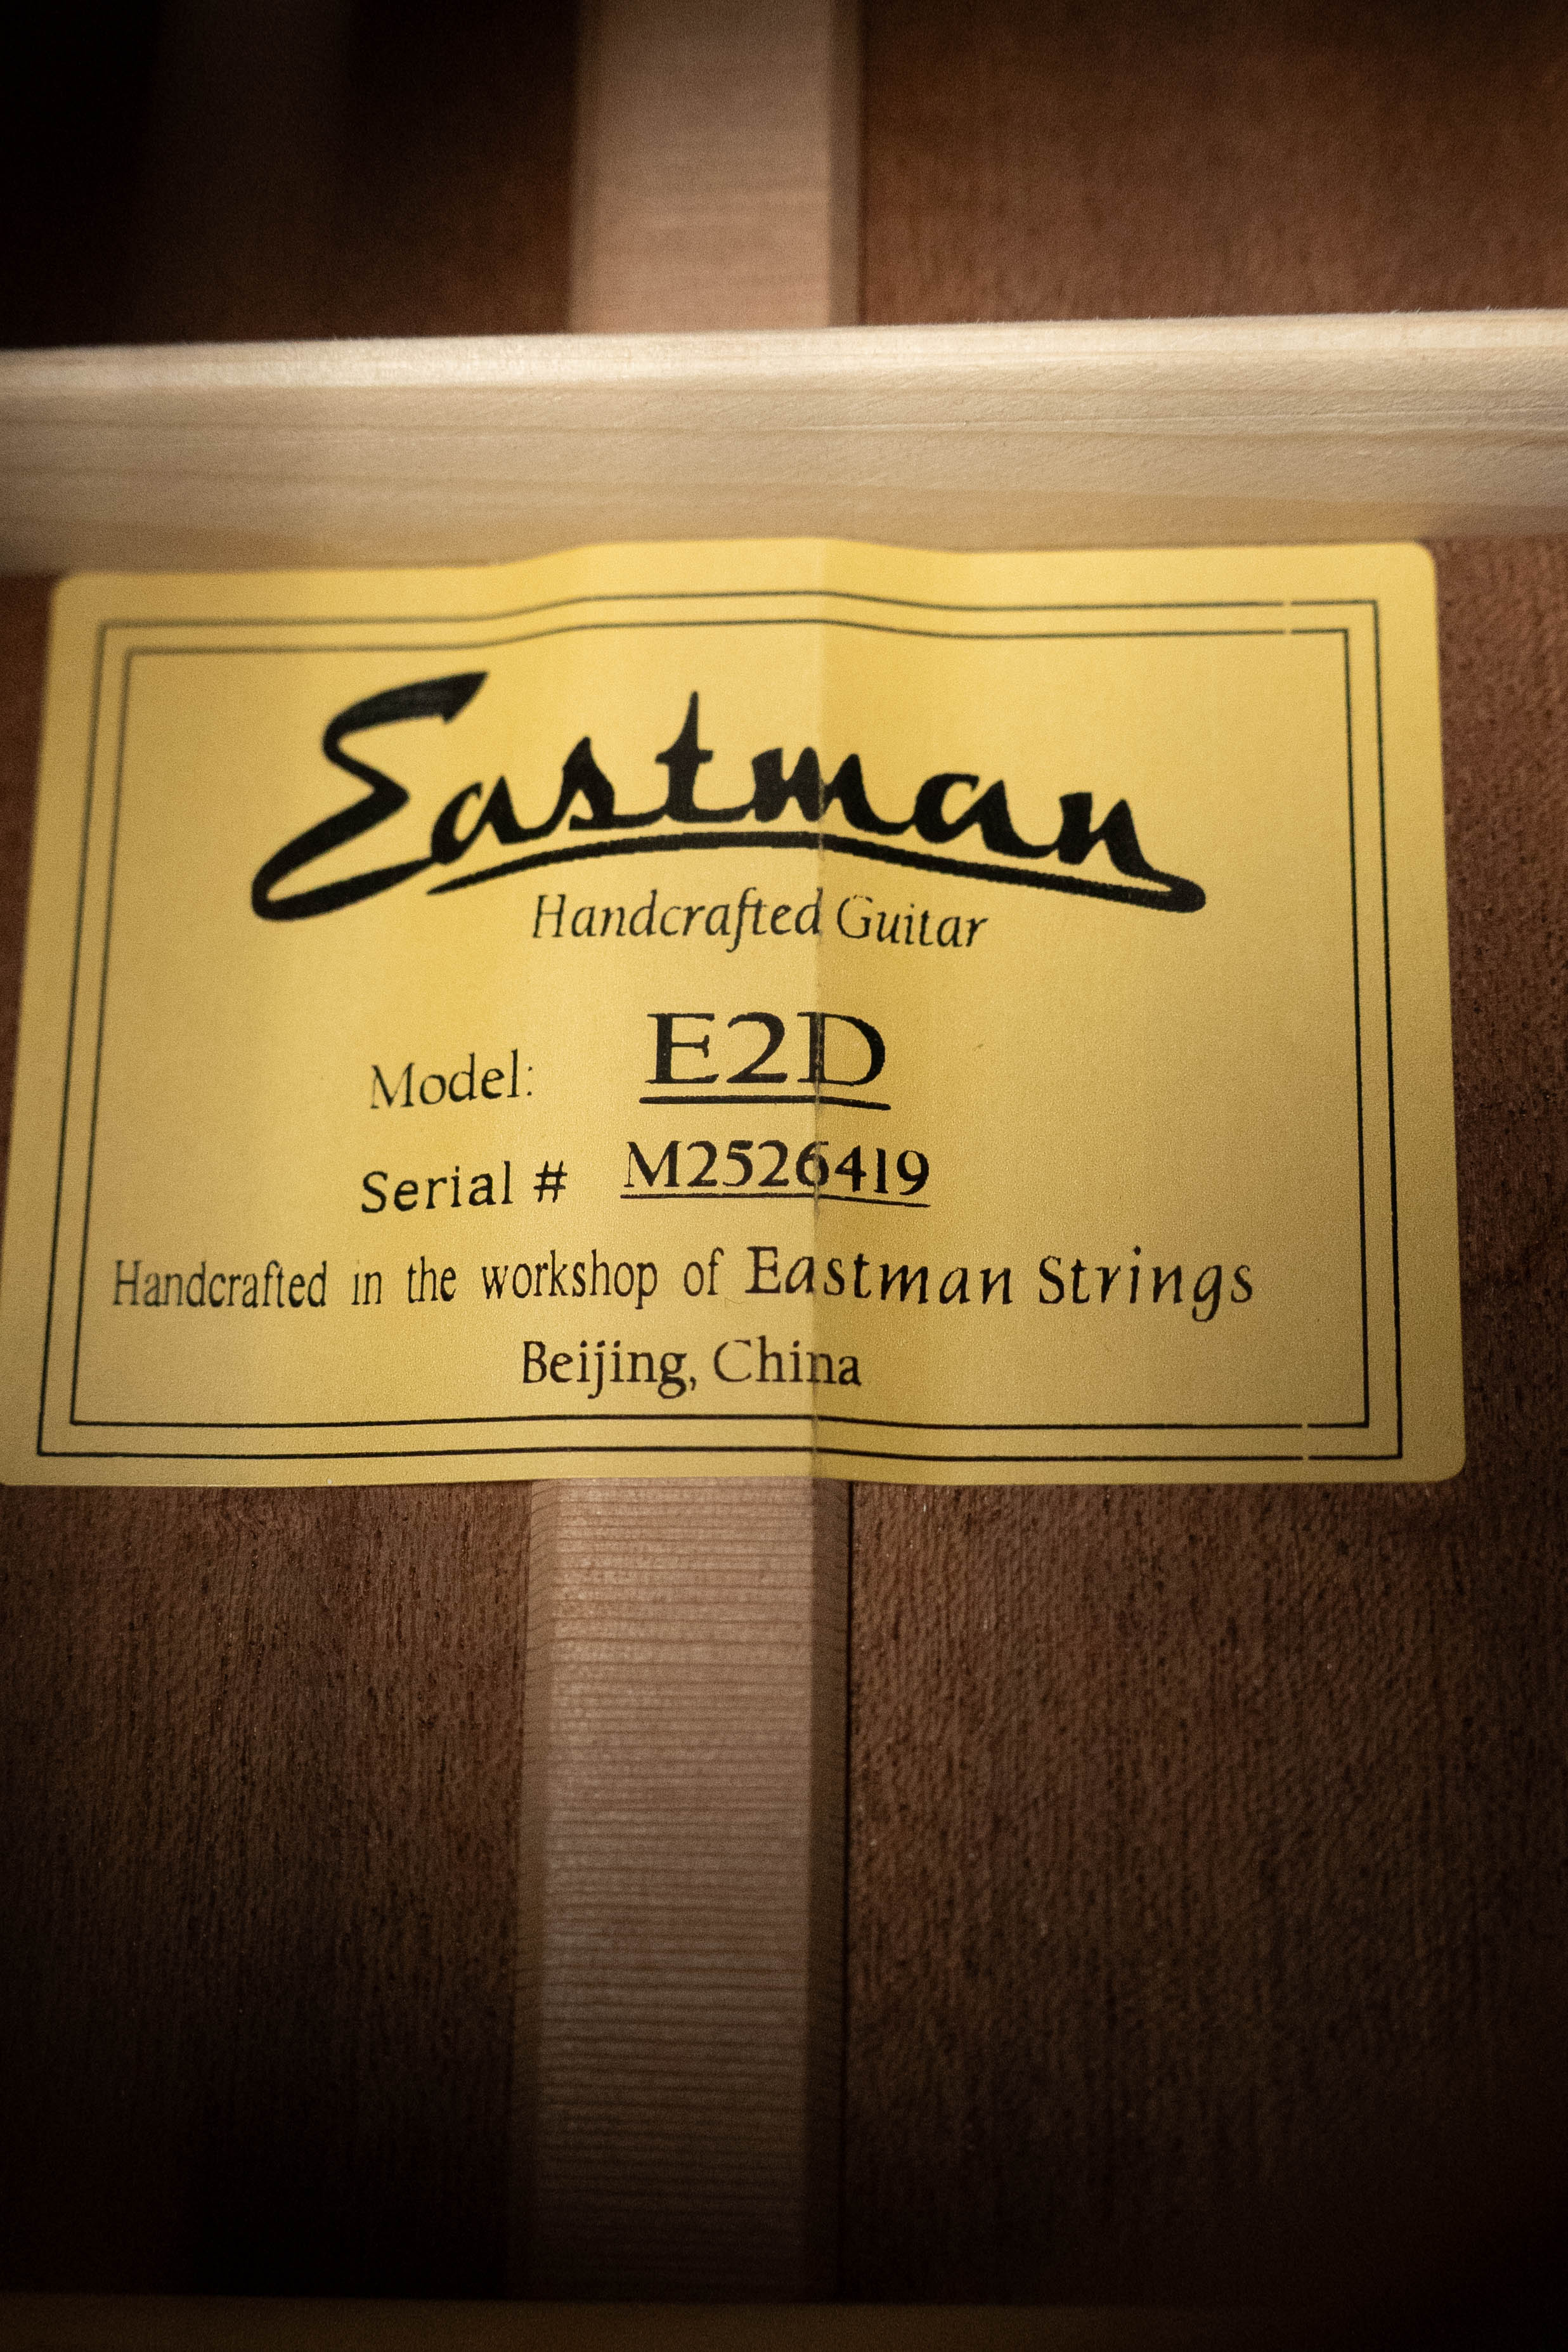 Eastman
Handcrafted Guitar
Model: E2D
Serial # M2526419
Handcrafted in the workshop of Eastman Strings
Beijing, China